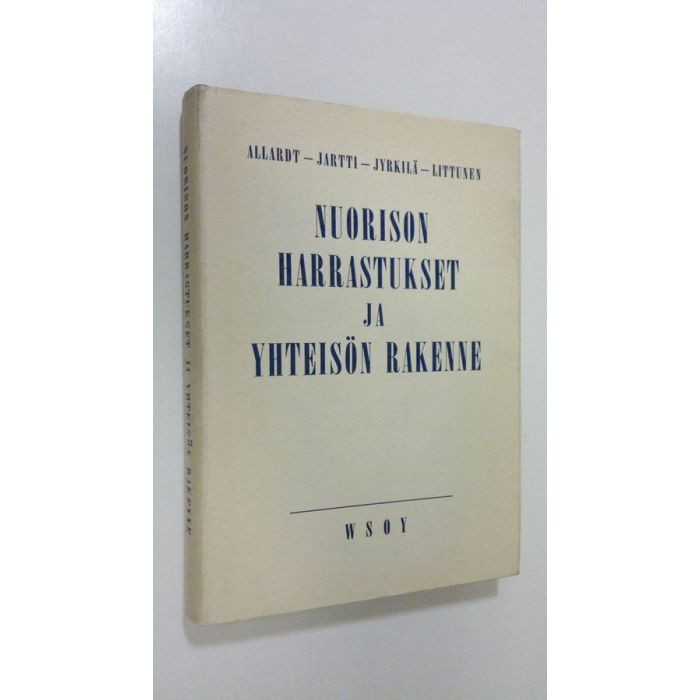 ALLARDT – JARTTI – JYRKILÄ – LITTUNEN
NUORISON
HARRASTUKSET
JA
YHTEISÖN RAKENNE
WSOY
NUORISON HARRASTUKSET JA YHTEISÖN RAKENNE